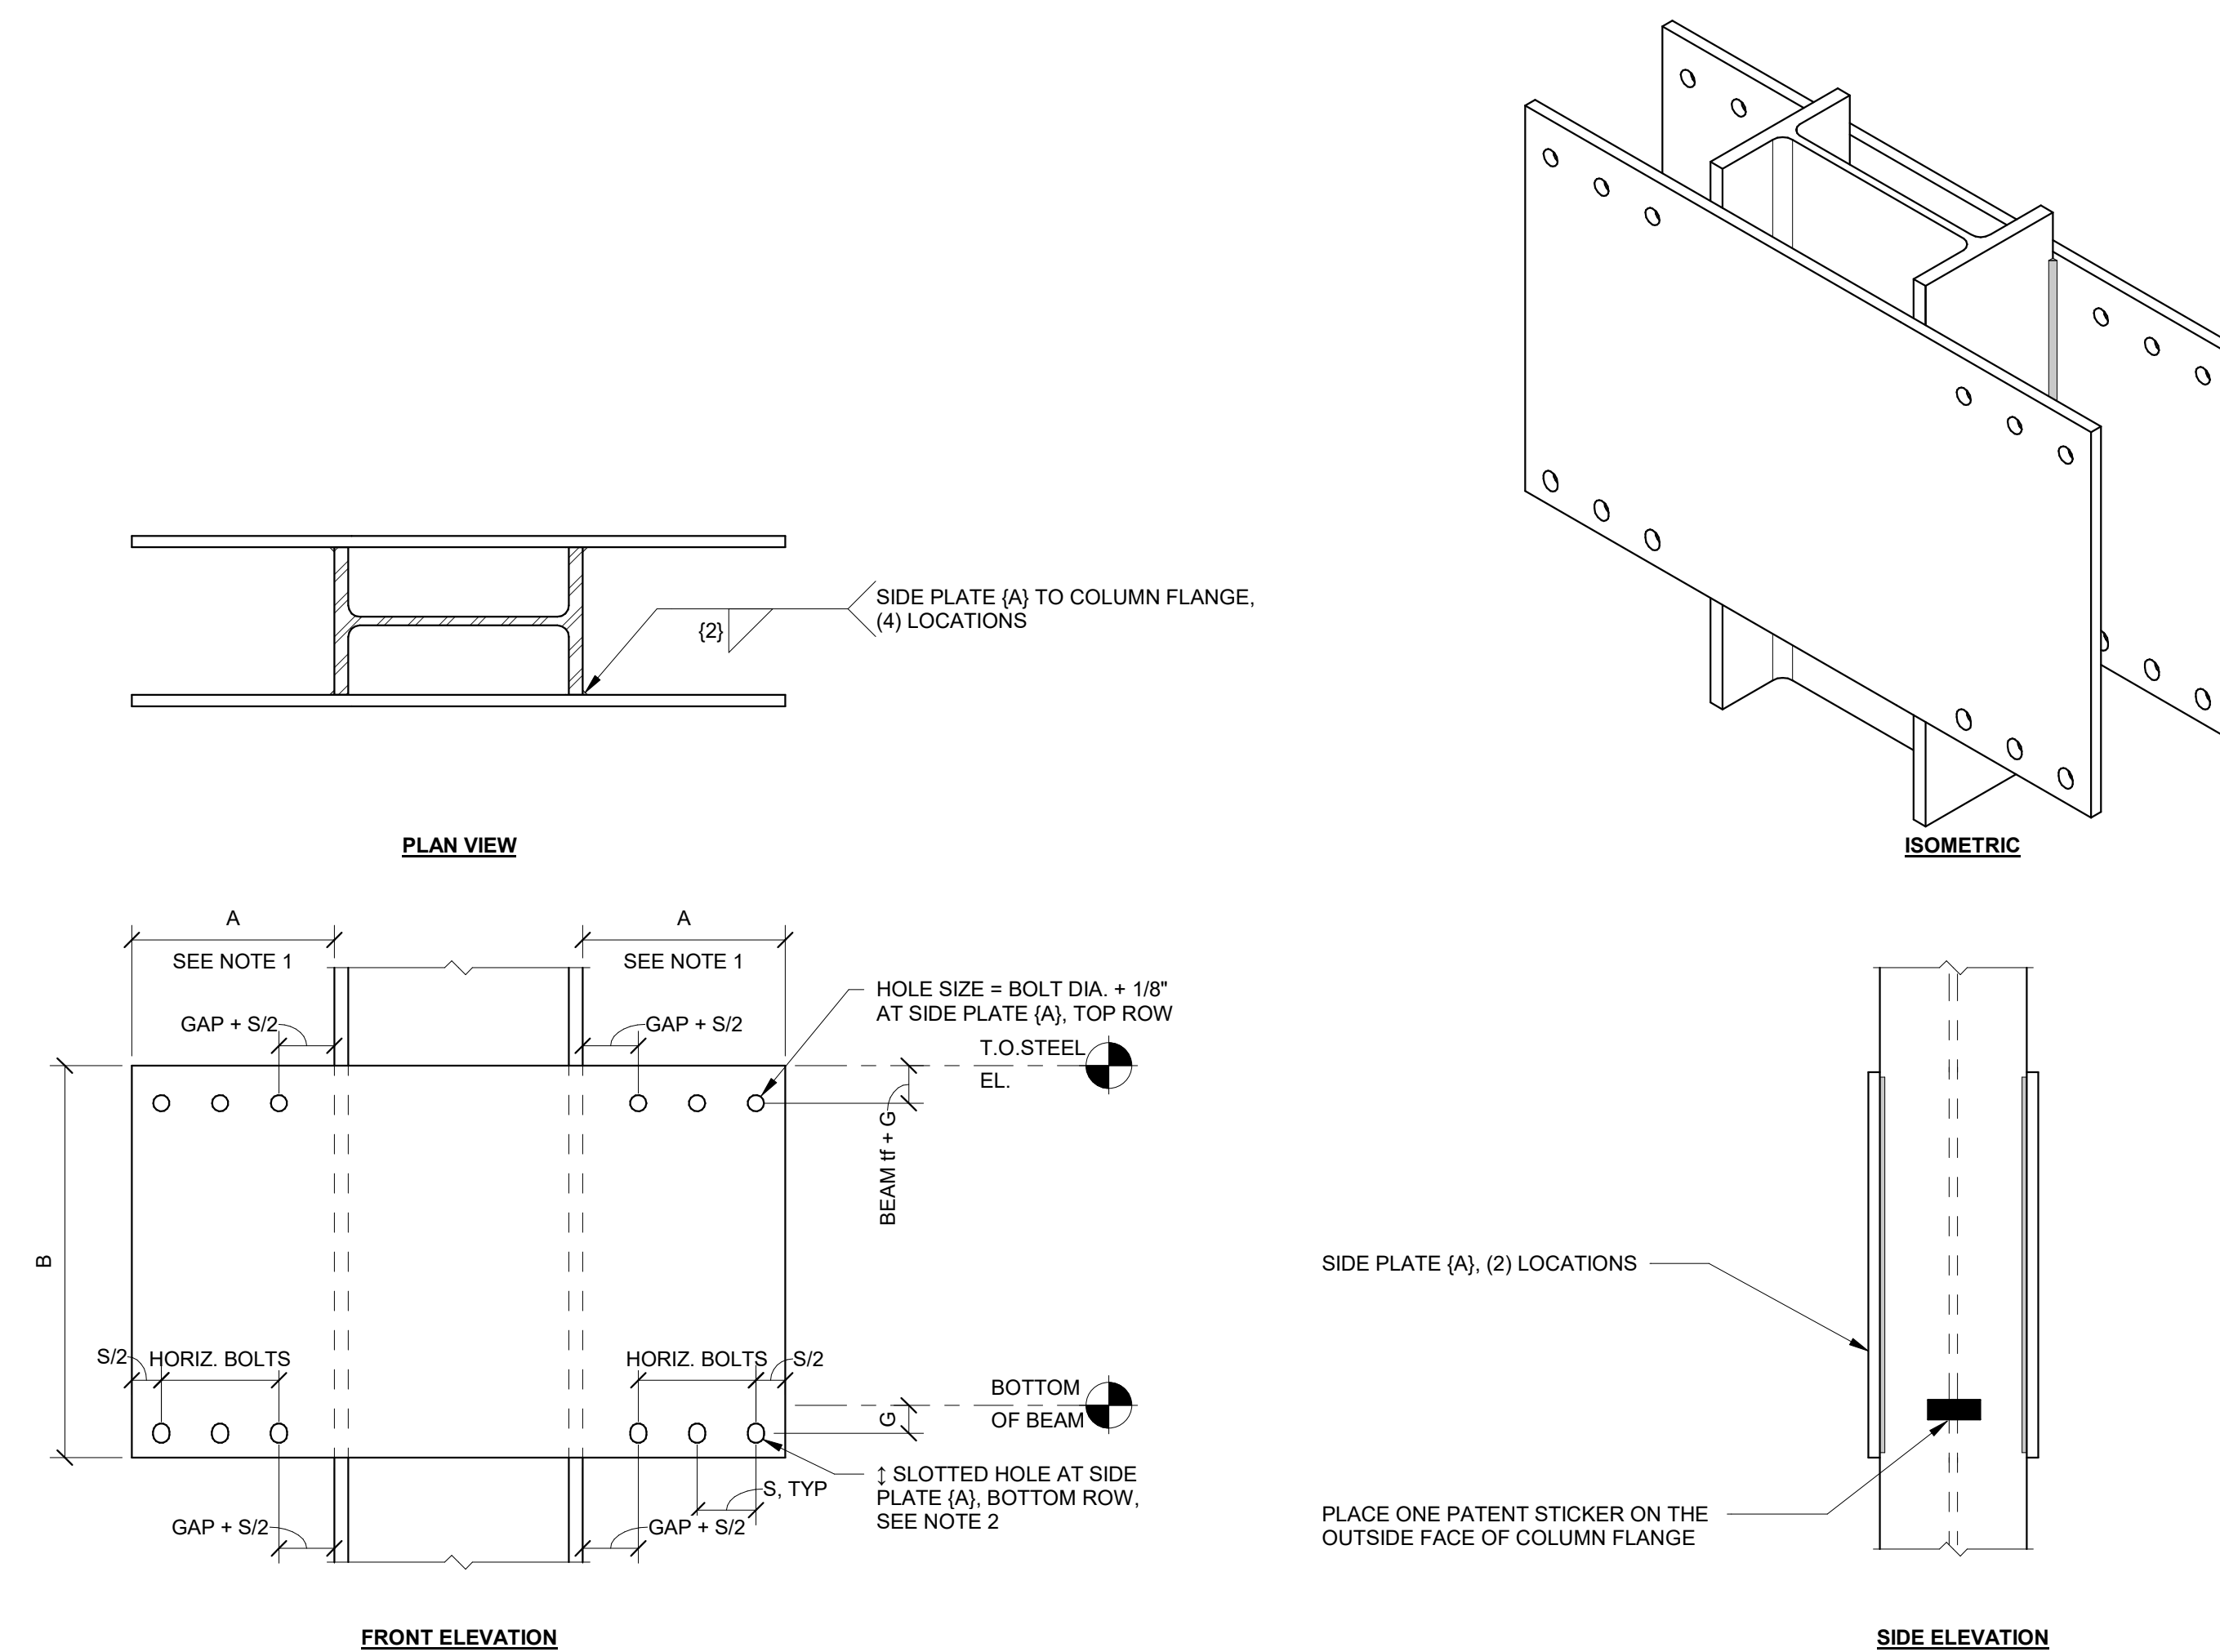 {2}
SIDE PLATE {A} TO COLUMN FLANGE,
(4) LOCATIONS
PLAN VIEW
ISOMETRIC
A
SEE NOTE 1
A
SEE NOTE 1
GAP + S/2
GAP + S/2
HOLE SIZE = BOLT DIA. + 1/8"
AT SIDE PLATE {A}, TOP ROW
T.O.STEEL
EL.
BEAM tf + G
B
S/2
HORIZ. BOLTS
HORIZ. BOLTS
S/2
BOTTOM
OF BEAM
G
S, TYP
↕ SLOTTED HOLE AT SIDE
PLATE {A}, BOTTOM ROW,
SEE NOTE 2
GAP + S/2
GAP + S/2
FRONT ELEVATION
SIDE PLATE {A}, (2) LOCATIONS
PLACE ONE PATENT STICKER ON THE
OUTSIDE FACE OF COLUMN FLANGE
SIDE ELEVATION